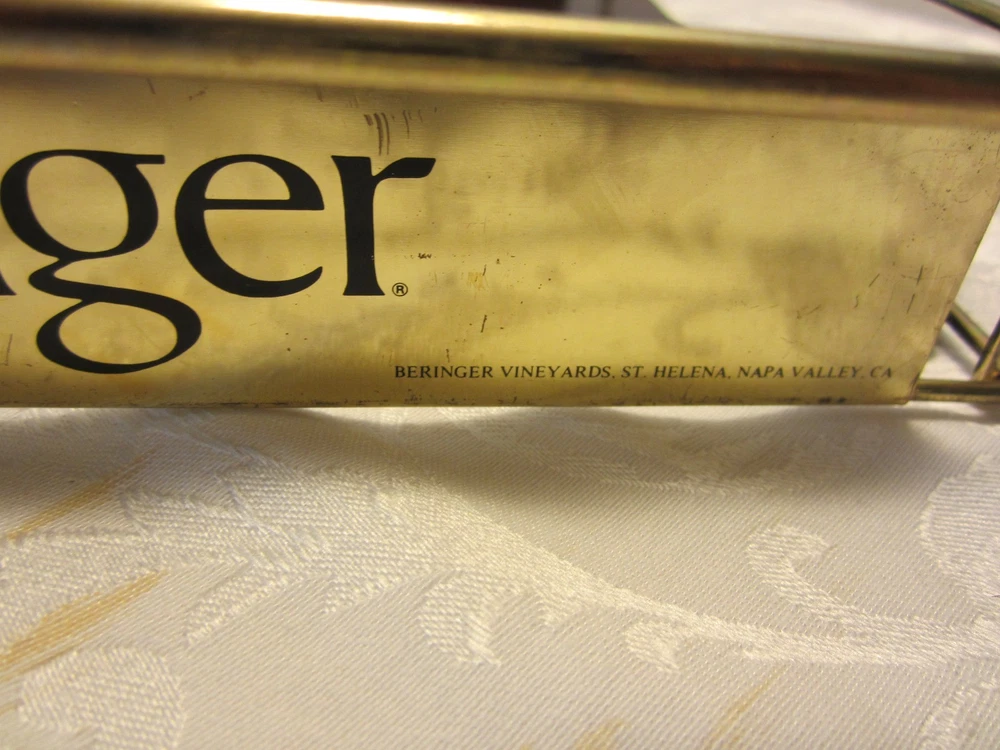 ger®
BERINGER VINEYARDS, ST. HELENA, NAPA VALLEY, CA